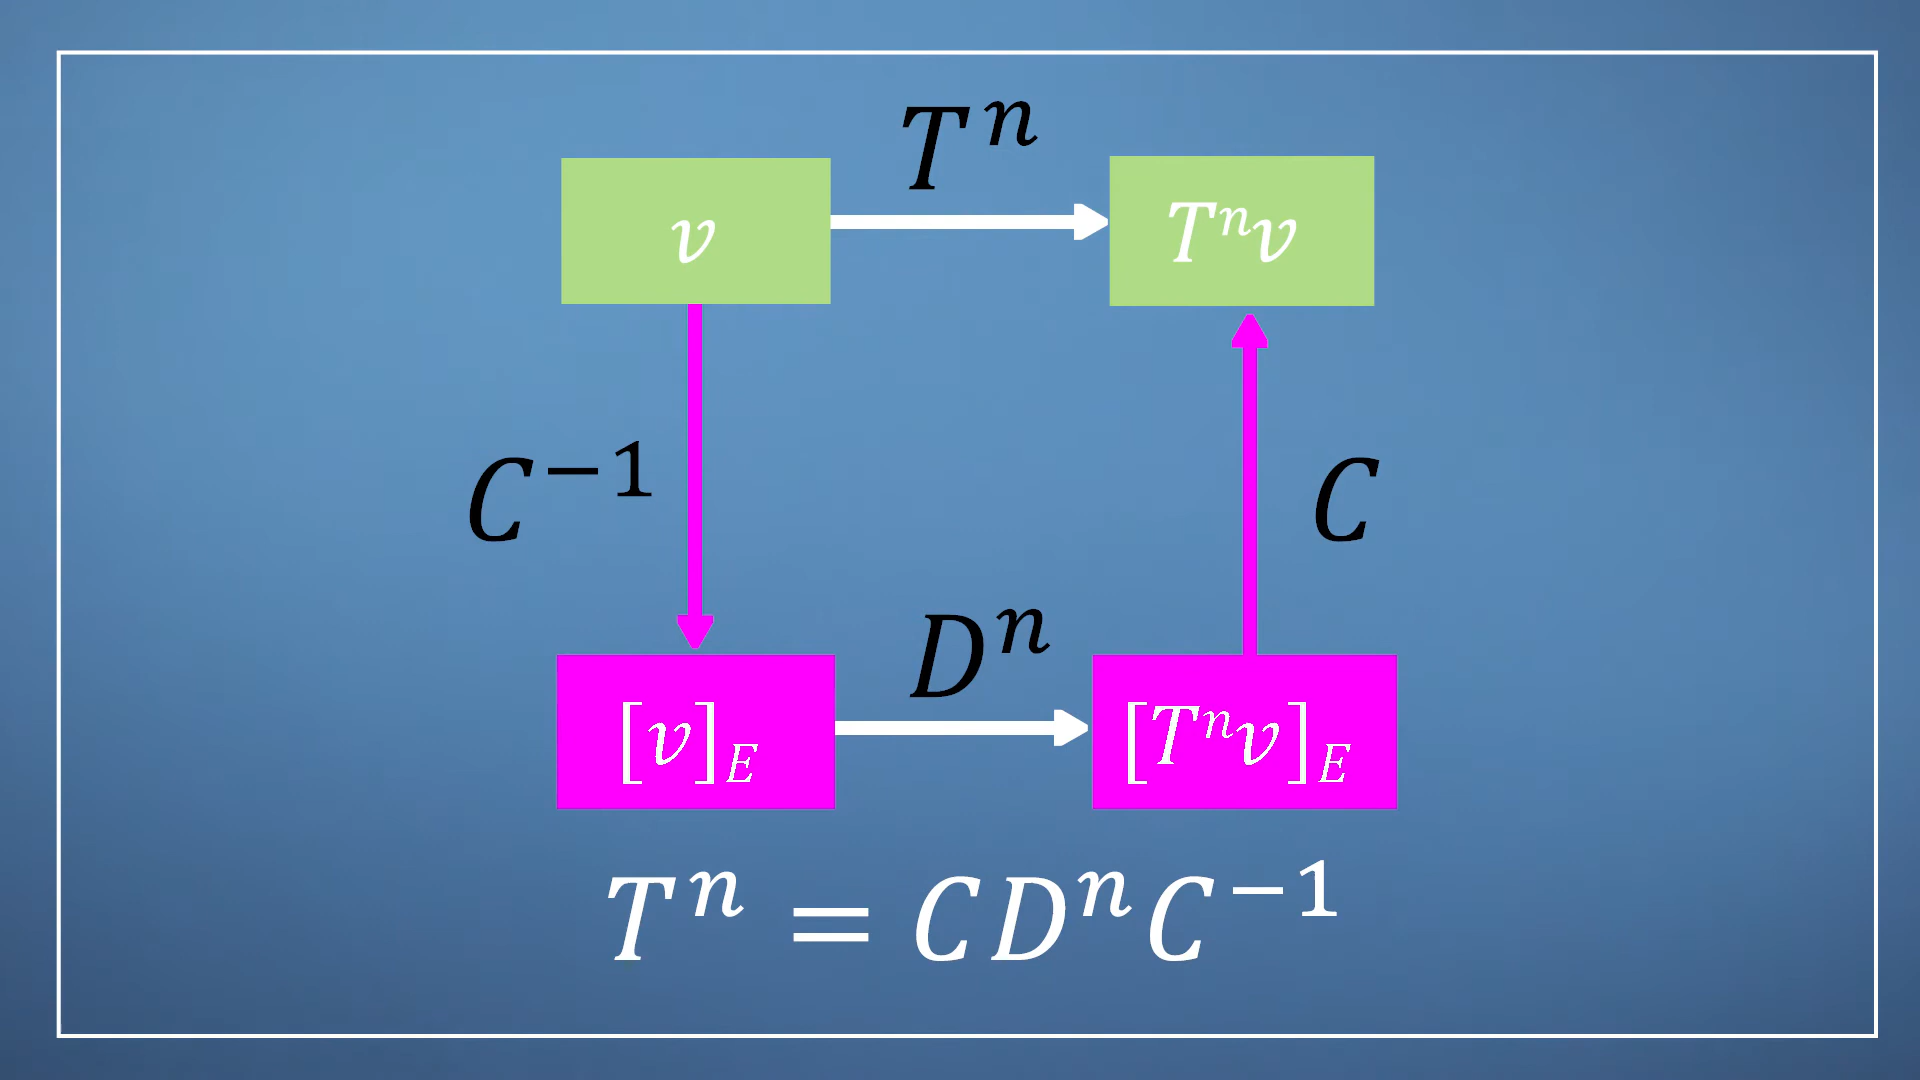 Tⁿ
v
Tⁿv
C⁻¹
C
Dⁿ
[v]_E
[Tⁿv]_E
Tⁿ = CDⁿC⁻¹